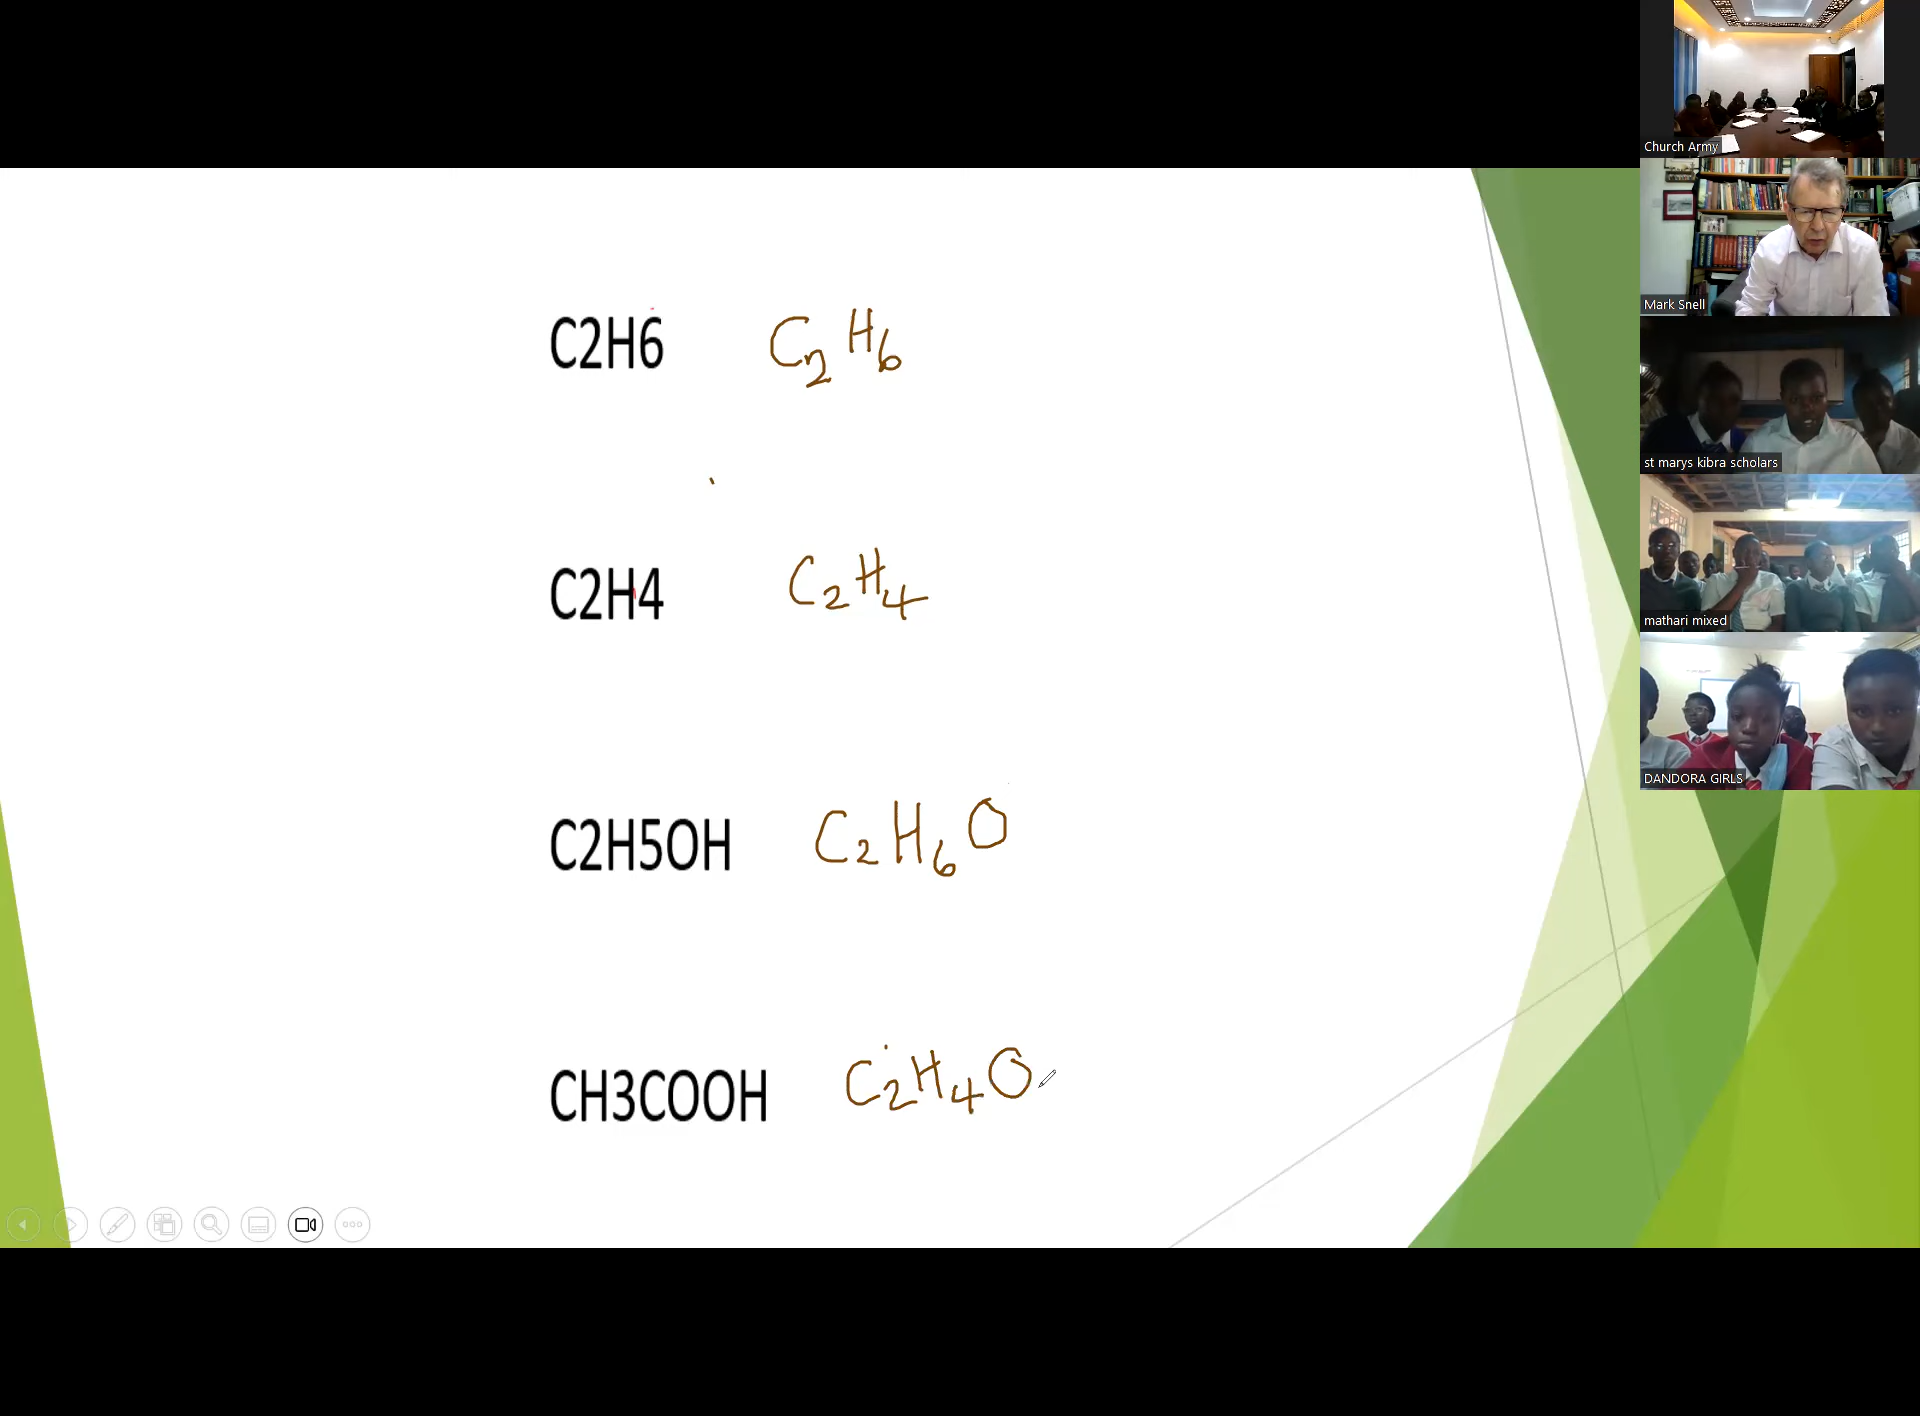 Church Army
Mark Snell
st marys kibra scholars
mathari mixed
DANDORA GIRLS
C2H6 C2H6
C2H4 C2H4
C2H5OH C2H6O
CH3COOH C2H4O